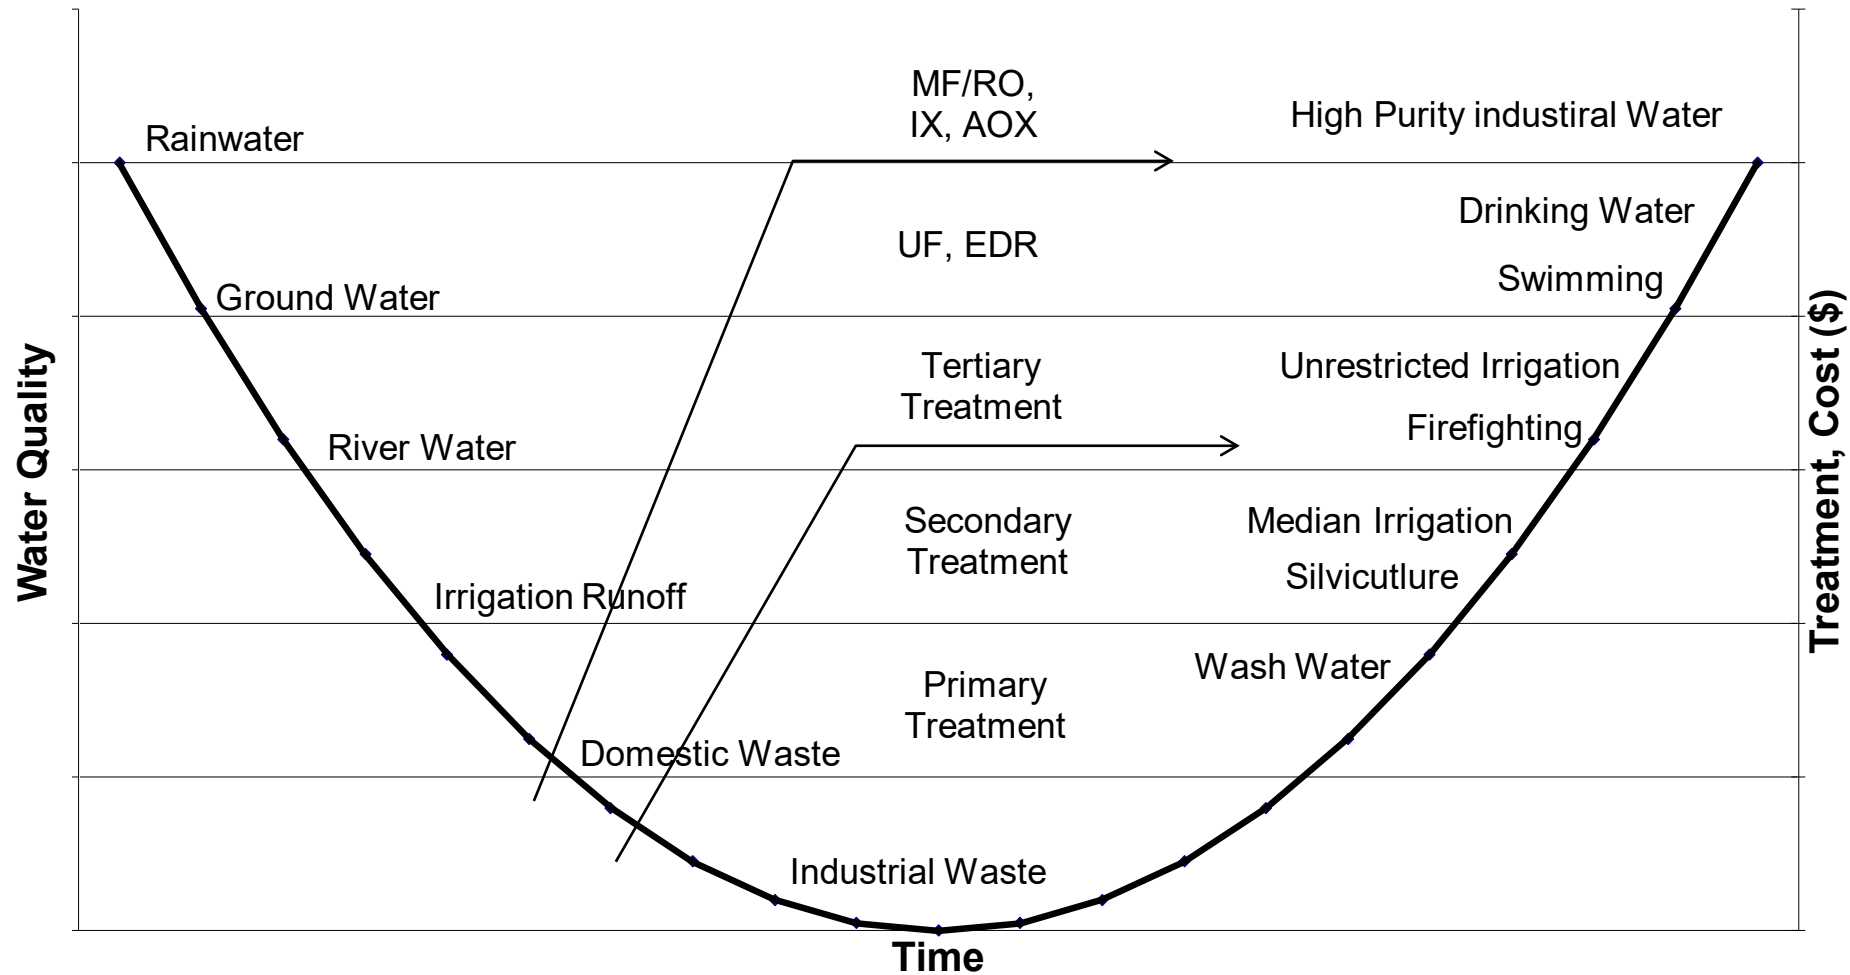 MF/RO,
IX, AOX
High Purity industiral Water
Rainwater
Drinking Water
UF, EDR
Swimming
Ground Water
Tertiary
Treatment
Unrestricted Irrigation
Firefighting
River Water
Secondary
Treatment
Median Irrigation
Silvicutlure
Irrigation Runoff
Wash Water
Primary
Treatment
Domestic Waste
Industrial Waste
Water Quality
Treatment, Cost ($)
Time